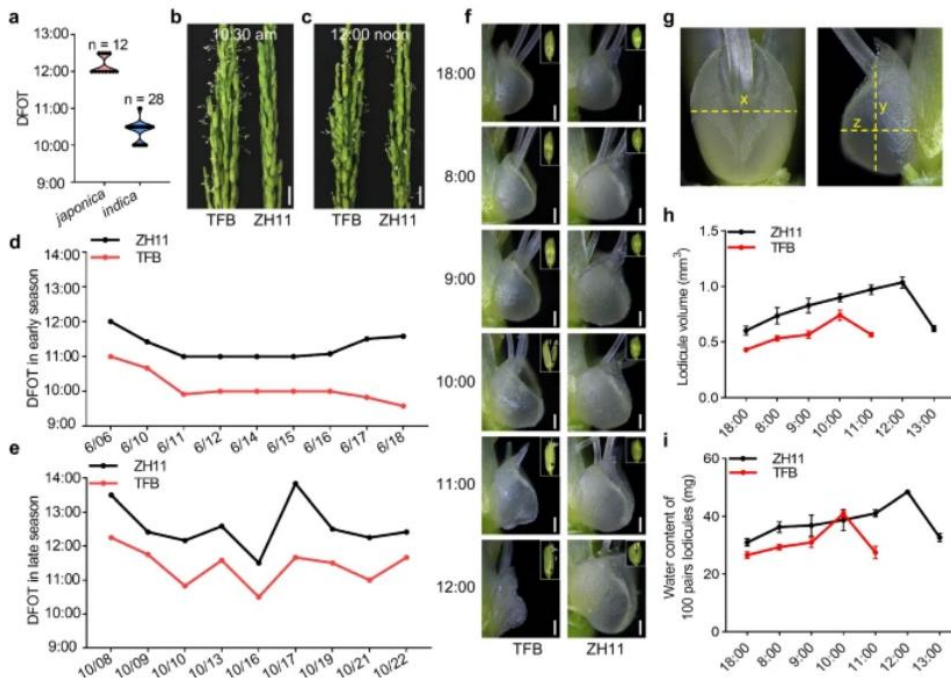 a
13:00
12:00
11:00
10:00
9:00
DFOT
n = 12
n = 28
japonica
indica
b
10:30 am
TFB
ZH11
c
12:00 noon
TFB
ZH11
d
ZH11
TFB
14:00
13:00
12:00
11:00
10:00
9:00
DFOT in early season
6/06
6/10
6/11
6/12
6/14
6/15
6/16
6/17
6/18
e
ZH11
TFB
14:00
13:00
12:00
11:00
10:00
9:00
DFOT in late season
10/08
10/09
10/10
10/13
10/16
10/17
10/19
10/21
10/22
f
18:00
8:00
9:00
10:00
11:00
12:00
TFB
ZH11
g
x
y
z
h
ZH11
TFB
1.5
1.0
0.5
0.0
Lodicule volume (mm³)
18:00
8:00
9:00
10:00
11:00
12:00
13:00
i
ZH11
TFB
60
40
20
0
Water content of
100 pairs lodicules (mg)
18:00
8:00
9:00
10:00
11:00
12:00
13:00